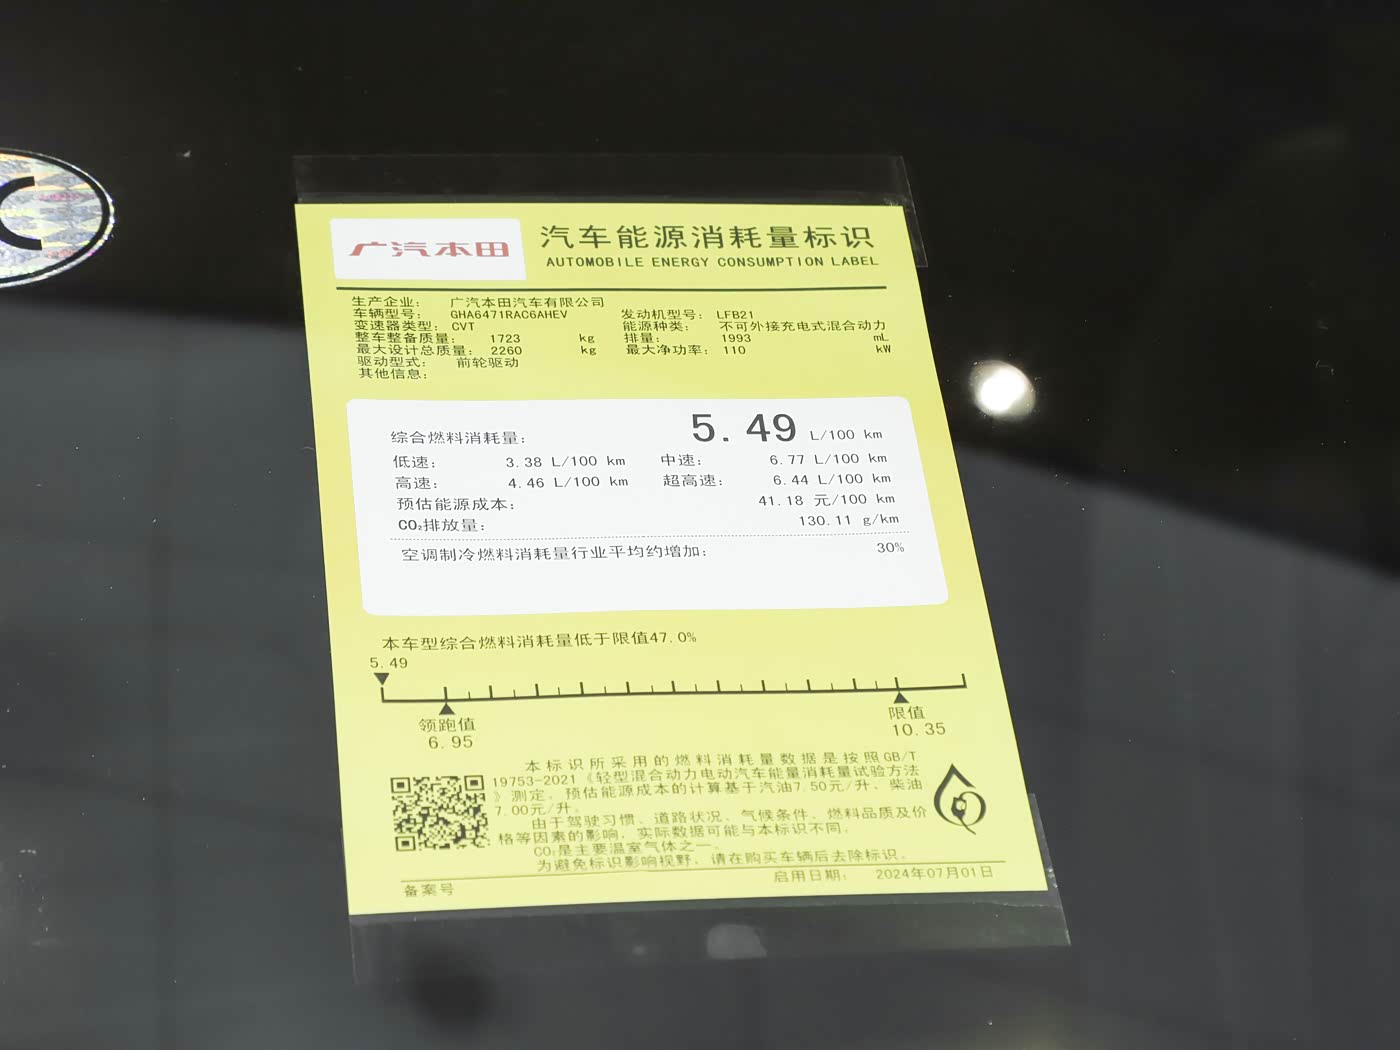 C
广汽本田
汽车能源消耗量标识
AUTOMOBILE ENERGY CONSUMPTION LABEL
生产企业: 广汽本田汽车有限公司
车辆型号: GHA6471RAC6AHEV 发动机型号: LFB21
变速器类型: CVT 能源种类: 不可外接充电式混合动力
整车整备质量: 1723 kg 排量: 1993 mL
最大设计总质量: 2260 kg 最大净功率: 110 kW
驱动型式: 前轮驱动
其他信息:
综合燃料消耗量: 5.49 L/100 km
低速: 3.38 L/100 km 中速: 6.77 L/100 km
高速: 4.46 L/100 km 超高速: 6.44 L/100 km
预估能源成本: 41.18 元/100 km
CO₂排放量: 130.11 g/km
空调制冷燃料消耗量行业平均约增加: 30%
本车型综合燃料消耗量低于限值47.0%
5.49
领跑值 限值
6.95 10.35
本标识所采用的燃料消耗量数据是按照GB/T
19753-2021《轻型混合动力电动汽车能量消耗量试验方法
》测定。预估能源成本的计算基于汽油7.50元/升、柴油
7.00元/升。
由于驾驶习惯、道路状况、气候条件、燃料品质及价
格等因素的影响，实际数据可能与本标识不同。
CO₂是主要温室气体之一。
为避免标识影响视野，请在购买车辆后去除标识。
备案号 启用日期: 2024年07月01日